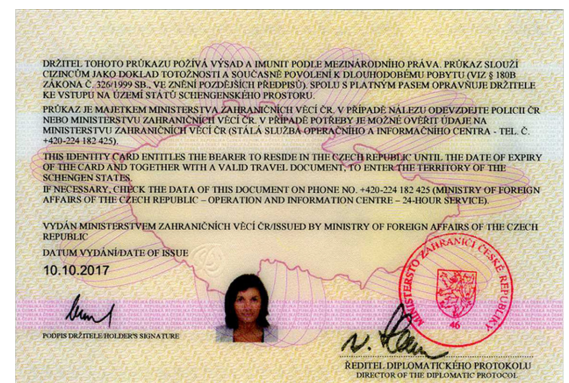 DRŽITEL TOHOTO PRŮKAZU POŽÍVÁ VÝSAD A IMUNIT PODLE MEZINÁRODNÍHO PRÁVA. PRŮKAZ SLOUŽÍ
CIZINCŮM JAKO DOKLAD TOTOŽNOSTI A SOUČASNĚ POVOLENÍ K DLOUHODOBÉMU POBYTU (VIZ § 180B
ZÁKONA Č. 326/1999 SB., VE ZNĚNÍ POZDĚJŠÍCH PŘEDPISŮ). SPOLU S PLATNÝM PASEM OPRAVŇUJE DRŽITELE
KE VSTUPU NA ÚZEMÍ STÁTŮ SCHENGENSKÉHO PROSTORU.
PRŮKAZ JE MAJETKEM MINISTERSTVA ZAHRANIČNÍCH VĚCÍ ČR. V PŘÍPADĚ NÁLEZU ODEVZDEJTE POLICII ČR
NEBO MINISTERSTVU ZAHRANIČNÍCH VĚCÍ ČR. V PŘÍPADĚ POTŘEBY JE MOŽNÉ OVĚŘIT ÚDAJE NA
MINISTERSTVU ZAHRANIČNÍCH VĚCÍ ČR (STÁLÁ SLUŽBA OPERAČNÍHO A INFORMAČNÍHO CENTRA - TEL. Č.
+420-224 182 425).
THIS IDENTITY CARD ENTITLES THE BEARER TO RESIDE IN THE CZECH REPUBLIC UNTIL THE DATE OF EXPIRY
OF THE CARD AND TOGETHER WITH A VALID TRAVEL DOCUMENT, TO ENTER THE TERRITORY OF THE
SCHENGEN STATES.
IF NECESSARY, CHECK THE DATA OF THIS DOCUMENT ON PHONE NO. +420-224 182 425 (MINISTRY OF FOREIGN
AFFAIRS OF THE CZECH REPUBLIC – OPERATION AND INFORMATION CENTRE – 24-HOUR SERVICE).
VYDÁN MINISTERSTVEM ZAHRANIČNÍCH VĚCÍ ČR/ISSUED BY MINISTRY OF FOREIGN AFFAIRS OF THE CZECH
REPUBLIC
DATUM VYDÁNÍ/DATE OF ISSUE
10.10.2017
MINISTERSTVO ZAHRANIČÍ ČESKÉ REPUBLIKY
46
PODPIS DRŽITELE/HOLDER'S SIGNATURE
ŘEDITEL DIPLOMATICKÉHO PROTOKOLU
DIRECTOR OF THE DIPLOMATIC PROTOCOL